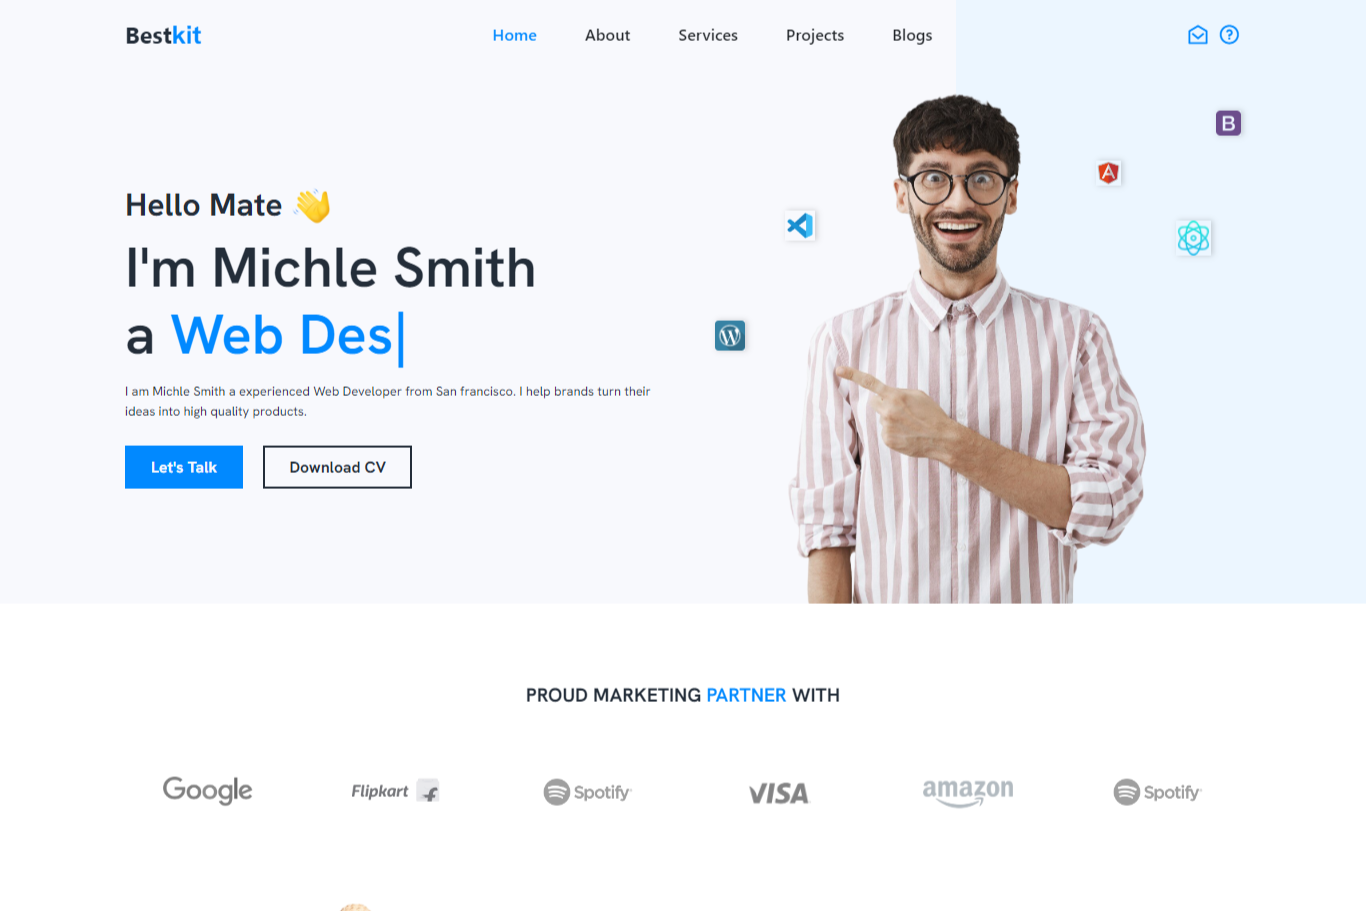 Bestkit
Home
About
Services
Projects
Blogs
Hello Mate 👋
I'm Michle Smith
a Web Des|
I am Michle Smith a experienced Web Developer from San francisco. I help brands turn their
ideas into high quality products.
Let's Talk
Download CV
B
A
PROUD MARKETING PARTNER WITH
Google
Flipkart
Spotify
VISA
amazon
Spotify